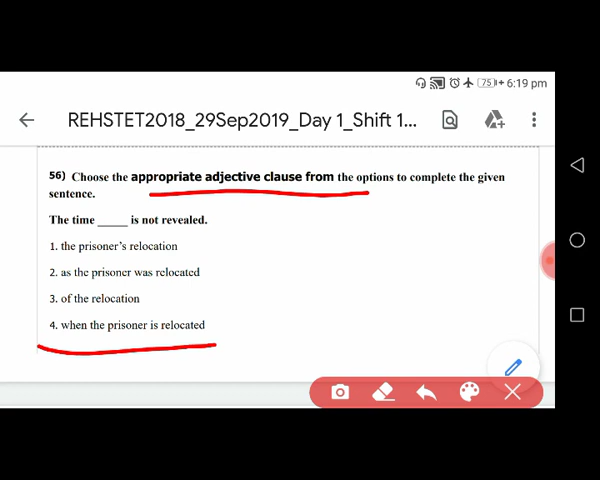 75 + 6:19 pm
REHSTET2018_29Sep2019_Day 1_Shift 1...
56) Choose the appropriate adjective clause from the options to complete the given
sentence.
The time _____ is not revealed.
1. the prisoner's relocation
2. as the prisoner was relocated
3. of the relocation
4. when the prisoner is relocated